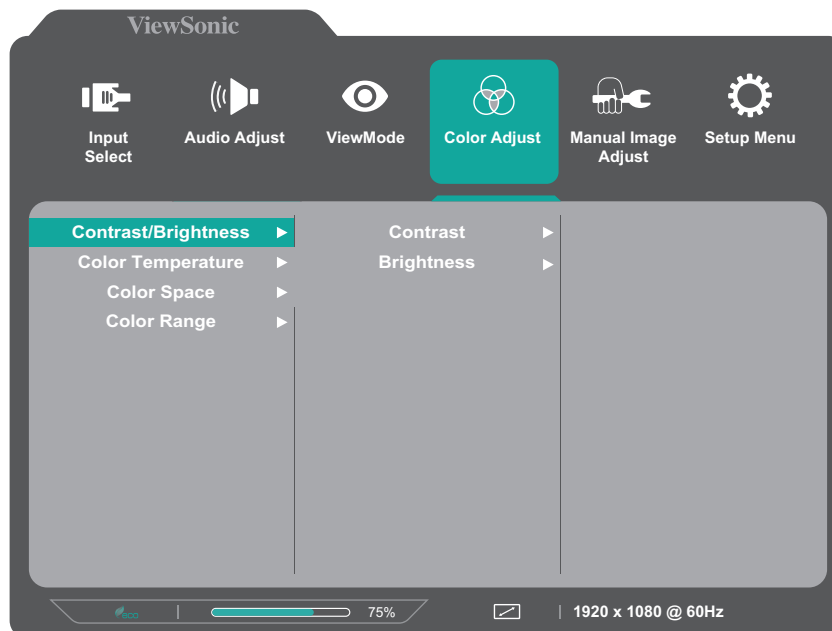 ViewSonic
Input
Select
Audio Adjust
ViewMode
Color Adjust
Manual Image
Adjust
Setup Menu
Contrast/Brightness
Contrast
Color Temperature
Brightness
Color Space
Color Range
eco
75%
1920 x 1080 @ 60Hz